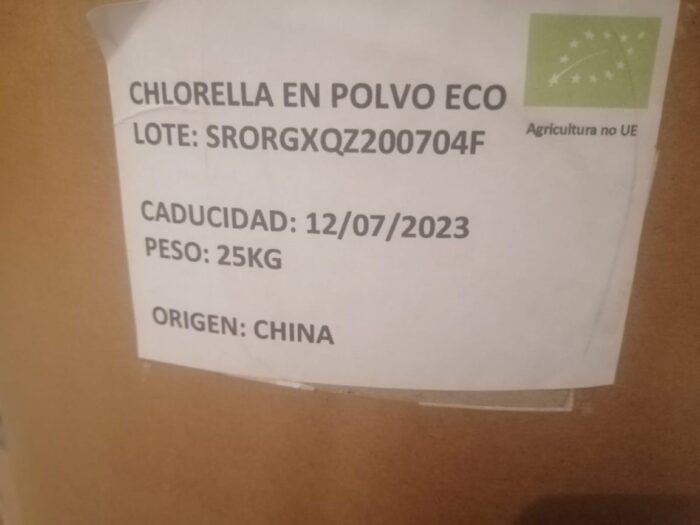 CHLORELLA EN POLVO ECO
LOTE: SRORGXQZ200704F
Agricultura no UE
CADUCIDAD: 12/07/2023
PESO: 25KG
ORIGEN: CHINA